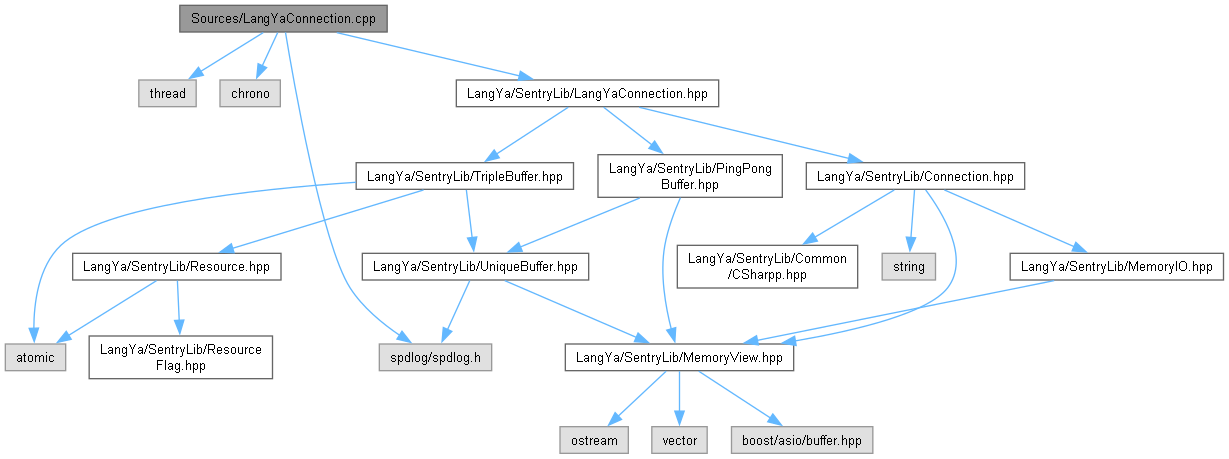 Sources/LangYaConnection.cpp
thread
chrono
LangYa/SentryLib/LangYaConnection.hpp
LangYa/SentryLib/TripleBuffer.hpp
LangYa/SentryLib/PingPong
Buffer.hpp
LangYa/SentryLib/Connection.hpp
LangYa/SentryLib/Resource.hpp
LangYa/SentryLib/UniqueBuffer.hpp
LangYa/SentryLib/Common
/CSharpp.hpp
string
LangYa/SentryLib/MemoryIO.hpp
atomic
LangYa/SentryLib/Resource
Flag.hpp
spdlog/spdlog.h
LangYa/SentryLib/MemoryView.hpp
ostream
vector
boost/asio/buffer.hpp